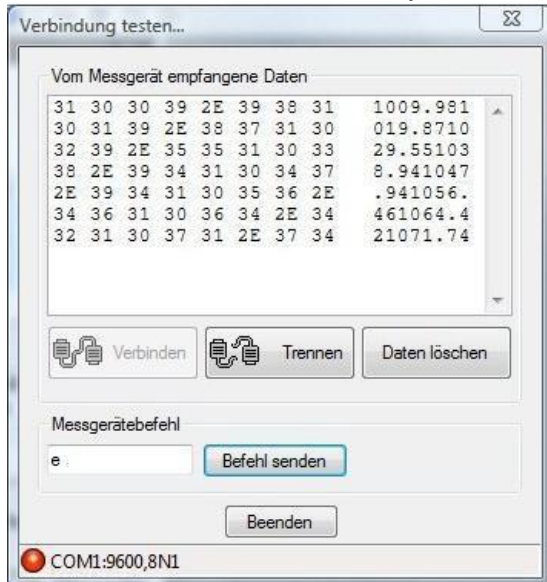 Verbindung testen...
Vom Messgerät empfangene Daten
31 30 30 39 2E 39 38 31 1009.981
30 31 39 2E 38 37 31 30 019.8710
32 39 2E 35 35 31 30 33 29.55103
38 2E 39 34 31 30 34 37 8.941047
2E 39 34 31 30 35 36 2E .941056.
34 36 31 30 36 34 2E 34 461064.4
32 31 30 37 31 2E 37 34 21071.74
Verbinden Trennen Daten löschen
Messgerätebefehl
e Befehl senden
Beenden
COM1:9600,8N1